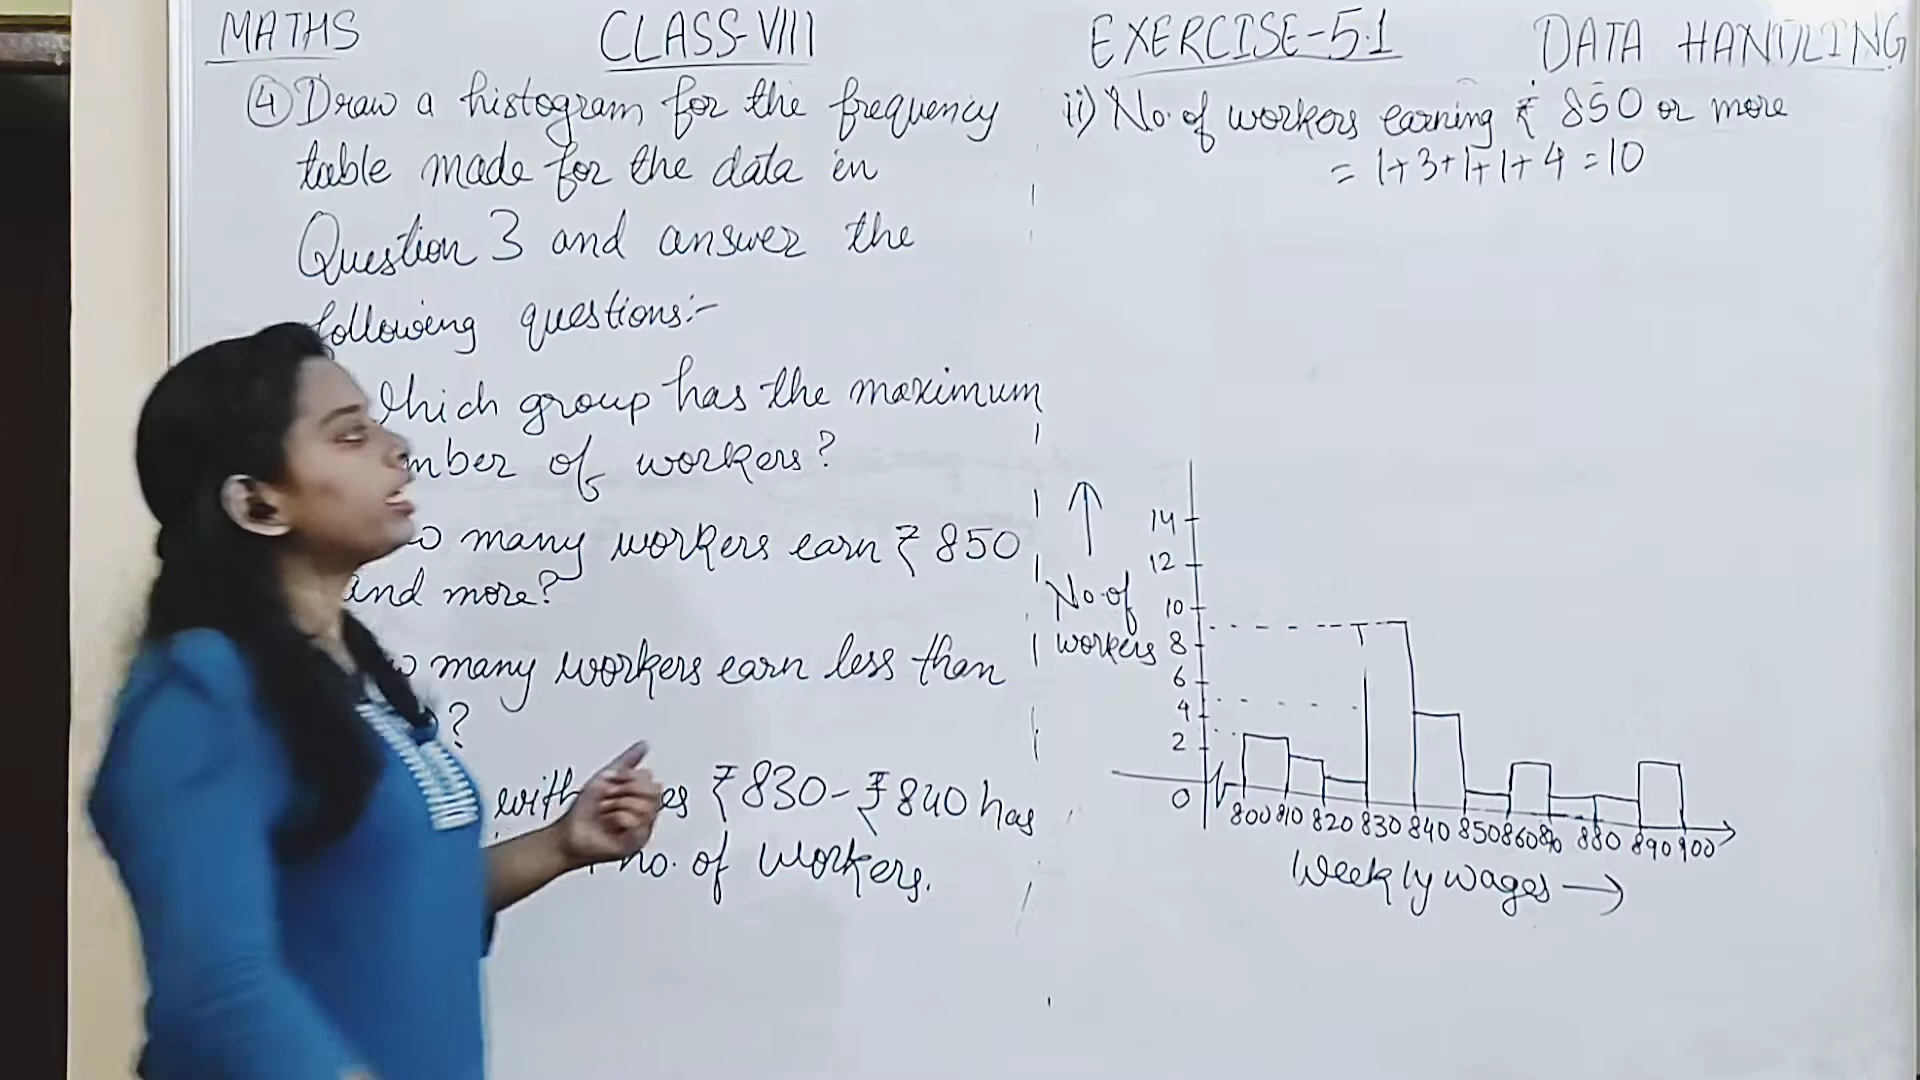 MATHS CLASS-VIII EXERCISE-5.1 DATA HANDLING
④ Draw a histogram for the frequency
table made for the data in
Question 3 and answer the
following questions:-
which group has the maximum
of workers?
many workers earn ₹ 850
and more?
many workers earn less than
?
with ₹830-₹840 has
no. of workers.
ii) No. of workers earning ₹ 850 or more
= 1+3+1+1+4 = 10
14
12
10
8
6
4
2
0
No. of
workers
800 810 820 830 840 850 860 870 880 890 900
Weekly wages →